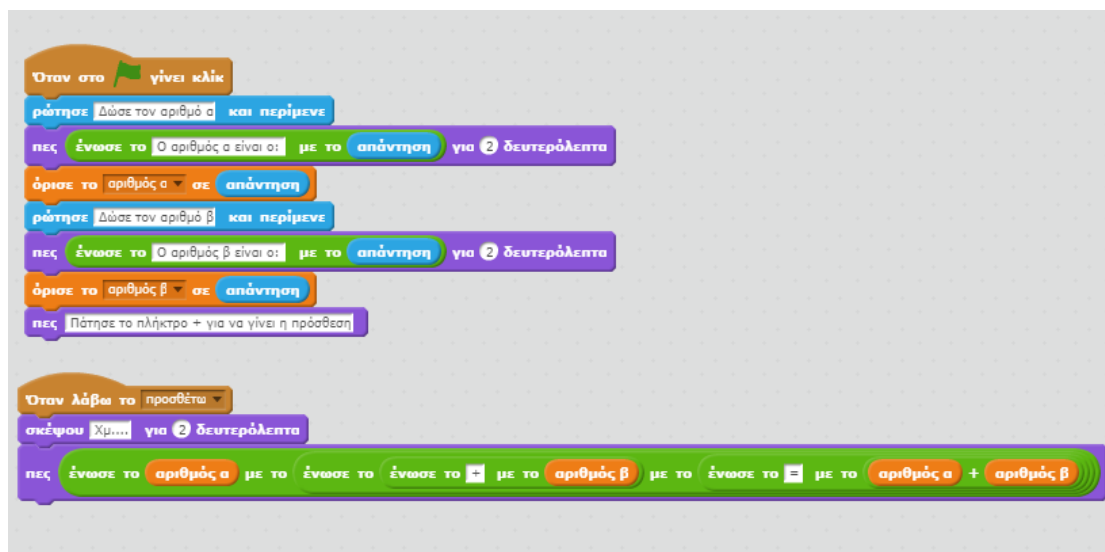 Όταν στο γίνει κλίκ
ρώτησε Δώσε τον αριθμό α και περίμενε
πες ένωσε το Ο αριθμός α είναι ο: με το απάντηση για 2 δευτερόλεπτα
όρισε το αριθμός α σε απάντηση
ρώτησε Δώσε τον αριθμό β και περίμενε
πες ένωσε το Ο αριθμός β είναι ο: με το απάντηση για 2 δευτερόλεπτα
όρισε το αριθμός β σε απάντηση
πες Πάτησε το πλήκτρο + για να γίνει η πρόσθεση
Όταν λάβω το προσθέτω
σκέψου Χμ.... για 2 δευτερόλεπτα
πες ένωσε το αριθμός α με το ένωσε το ένωσε το + με το αριθμός β με το ένωσε το = με το αριθμός α + αριθμός β